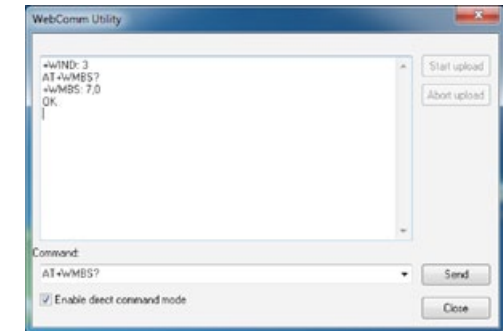 WebComm Utility
+WIND: 3
AT+WMBS?
+WMBS: 7,0
OK
Start upload
Abort upload
Command:
AT+WMBS?
Send
Enable direct command mode
Close